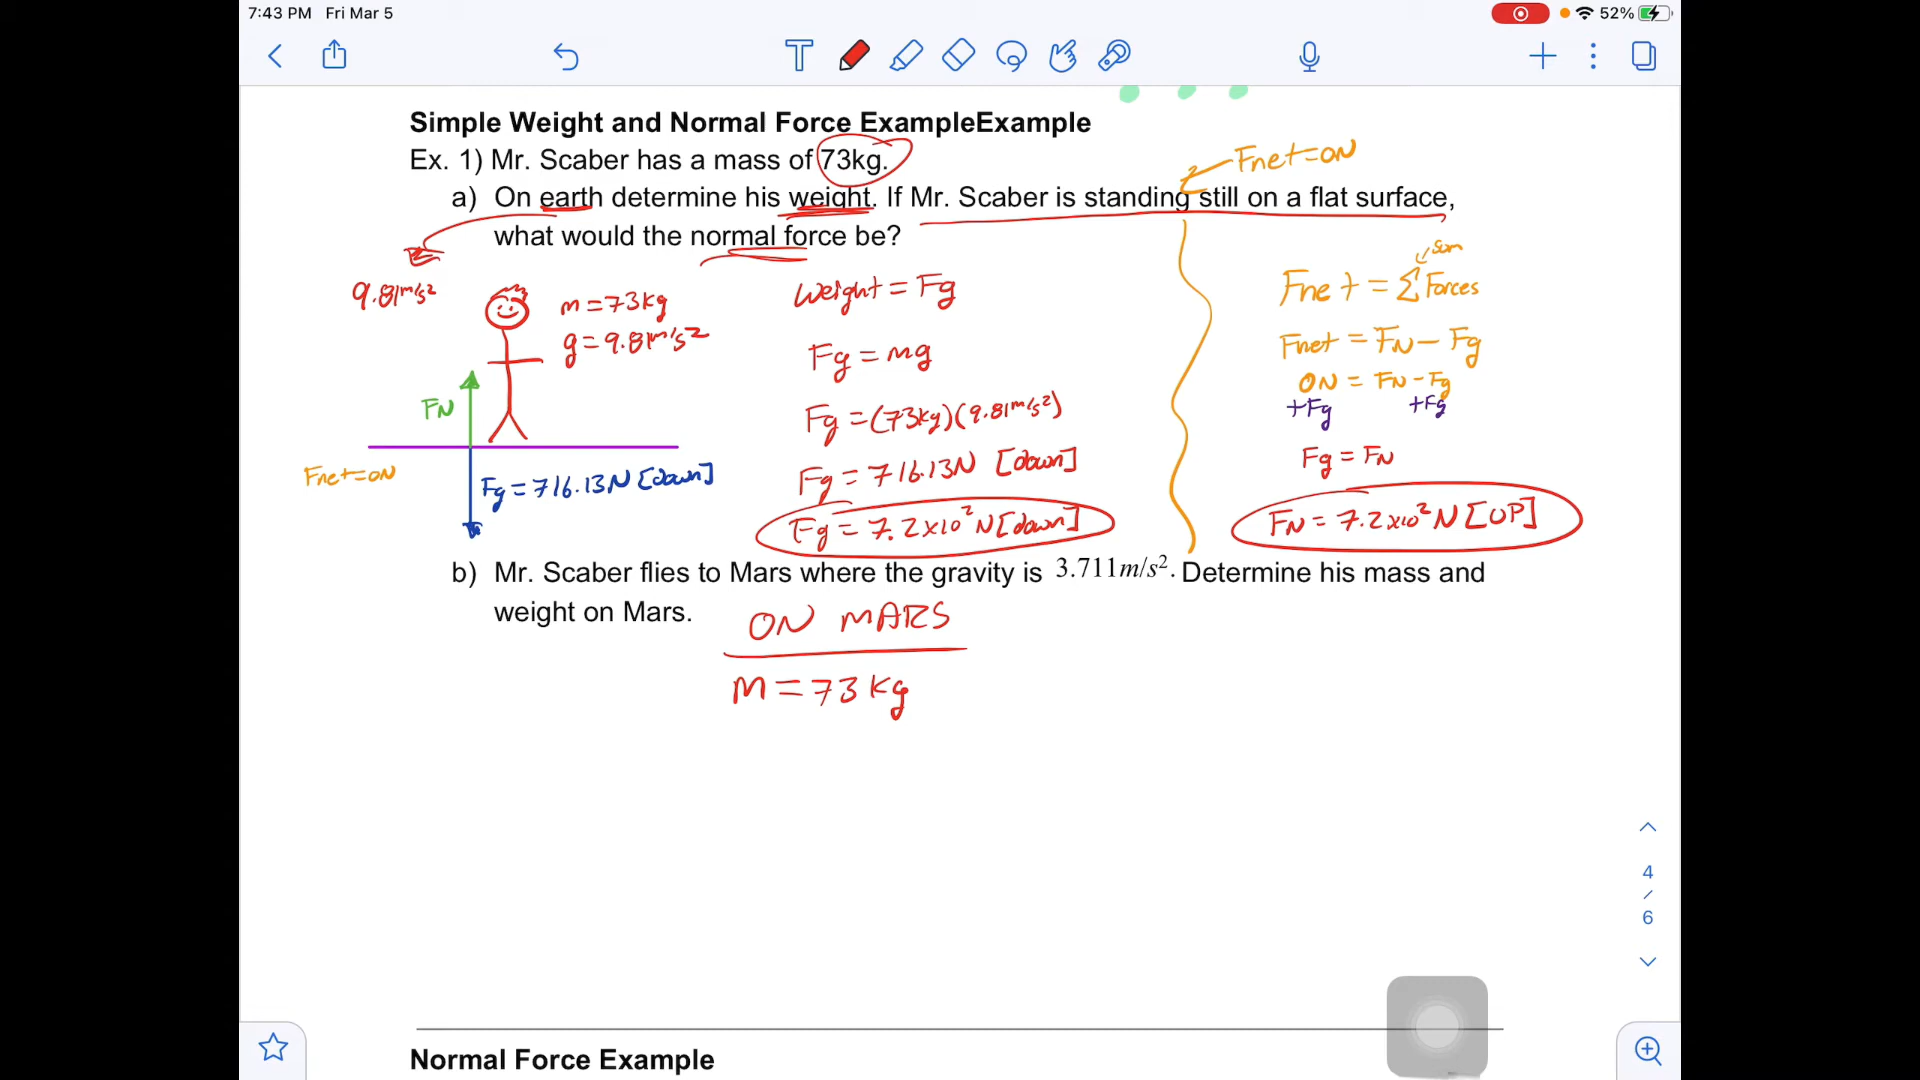 7:43 PM Fri Mar 5
52%
Simple Weight and Normal Force ExampleExample
Fnet=0N
Ex. 1) Mr. Scaber has a mass of 73kg.
a) On earth determine his weight. If Mr. Scaber is standing still on a flat surface,
what would the normal force be?
9.81m/s²
m=73kg
g=9.81m/s²
FN
Fnet=0N
Fg=716.13N [down]
Weight=Fg
Fg=mg
Fg=(73kg)(9.81m/s²)
Fg=716.13N [down]
Fg=7.2x10²N[down]
sum
Fnet=ΣForces
Fnet=FN-Fg
0N=FN-Fg
+Fg +Fg
Fg=FN
FN=7.2x10²N[UP]
b) Mr. Scaber flies to Mars where the gravity is 3.711m/s². Determine his mass and
weight on Mars.
ON MARS
m=73kg
4
/
6
Normal Force Example